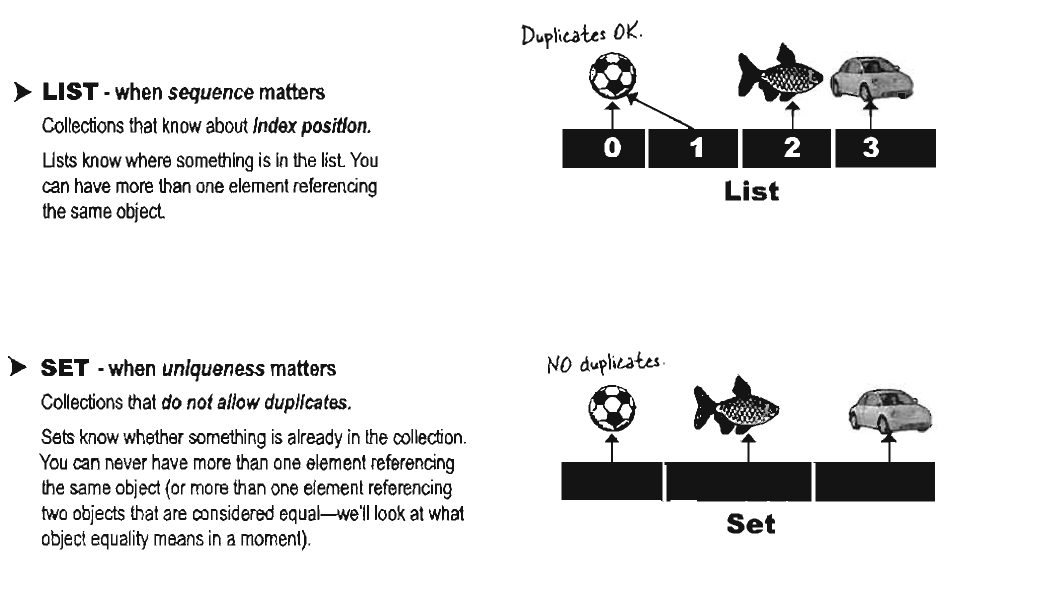 Duplicates OK.
➤ LIST - when sequence matters
Collections that know about Index position.
Lists know where something is in the list. You
can have more than one element referencing
the same object.
0 1 2 3
List
NO duplicates.
➤ SET - when uniqueness matters
Collections that do not allow duplicates.
Sets know whether something is already in the collection.
You can never have more than one element referencing
the same object (or more than one element referencing
two objects that are considered equal—we'll look at what
object equality means in a moment).
Set